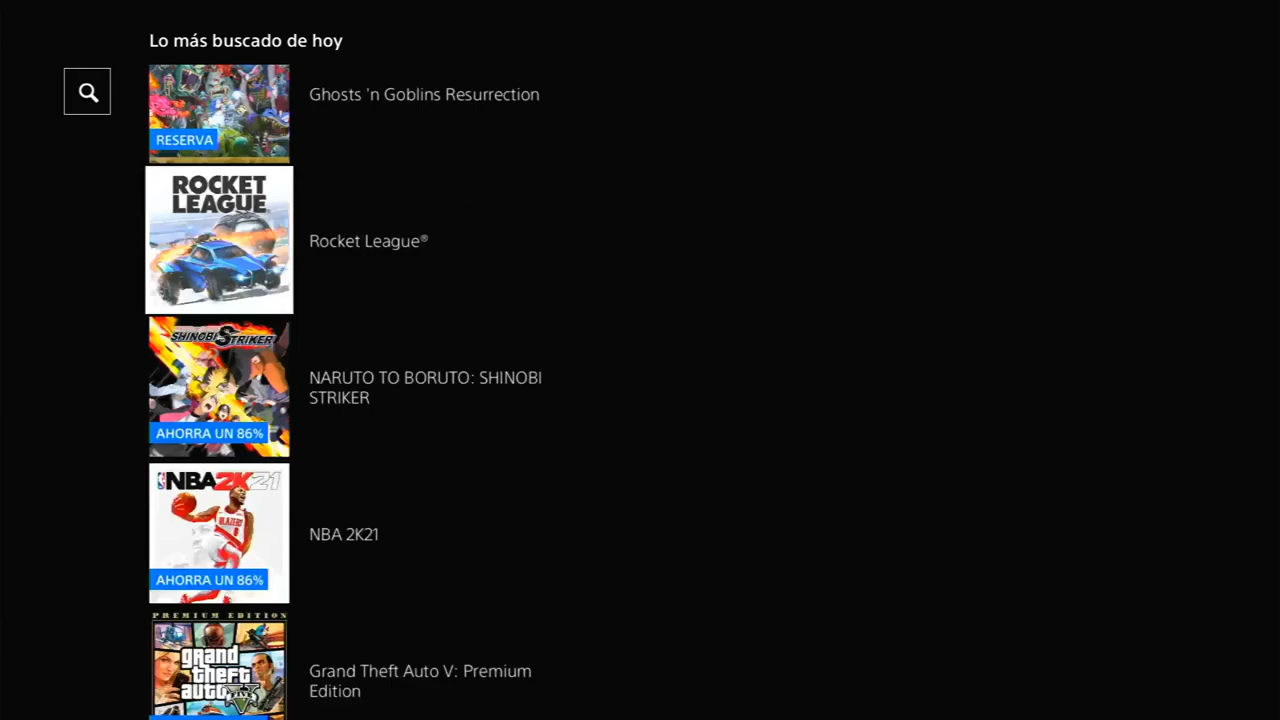 Lo más buscado de hoy
Ghosts 'n Goblins Resurrection
RESERVA
ROCKET
LEAGUE
Rocket League®
SHINOBI STRIKER
NARUTO TO BORUTO: SHINOBI
STRIKER
AHORRA UN 86%
NBA 2K21
BLAZERS
NBA 2K21
AHORRA UN 86%
PREMIUM EDITION
grand
theft
auto V
FIVE
Grand Theft Auto V: Premium
Edition